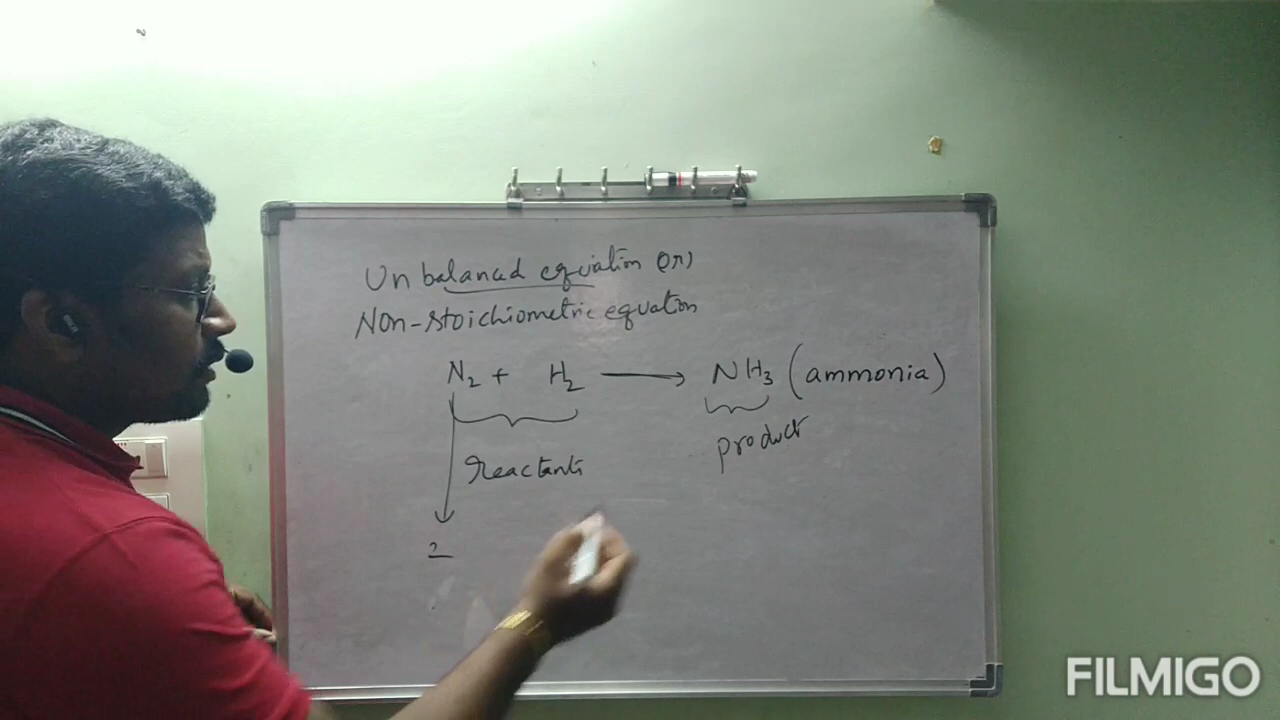 Un balanced equation (or)
Non-stoichiometric equation
N₂ + H₂ ⟶ NH₃ (ammonia)
reactants
product
2
FILMIGO